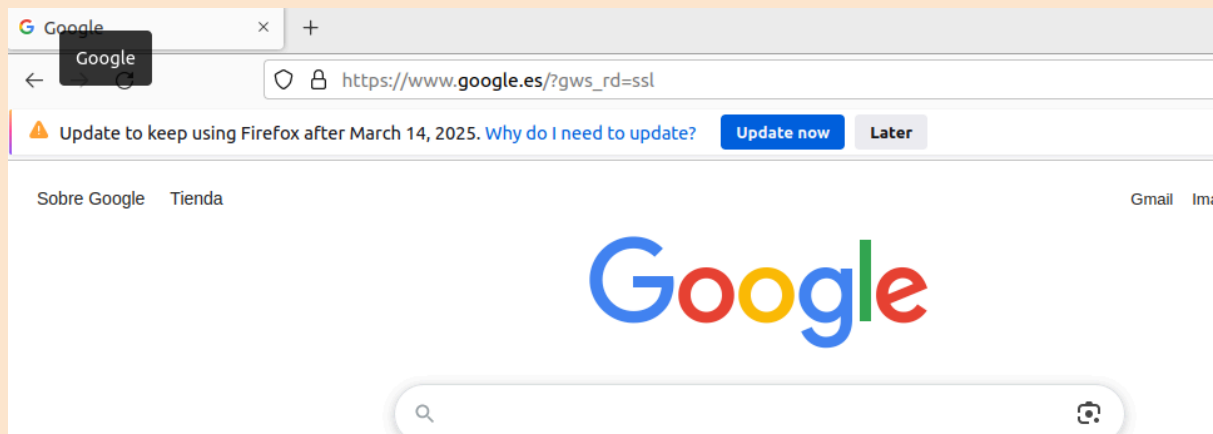 Google
Google
https://www.google.es/?gws_rd=ssl
Update to keep using Firefox after March 14, 2025. Why do I need to update? Update now Later
Sobre Google Tienda Gmail
Google